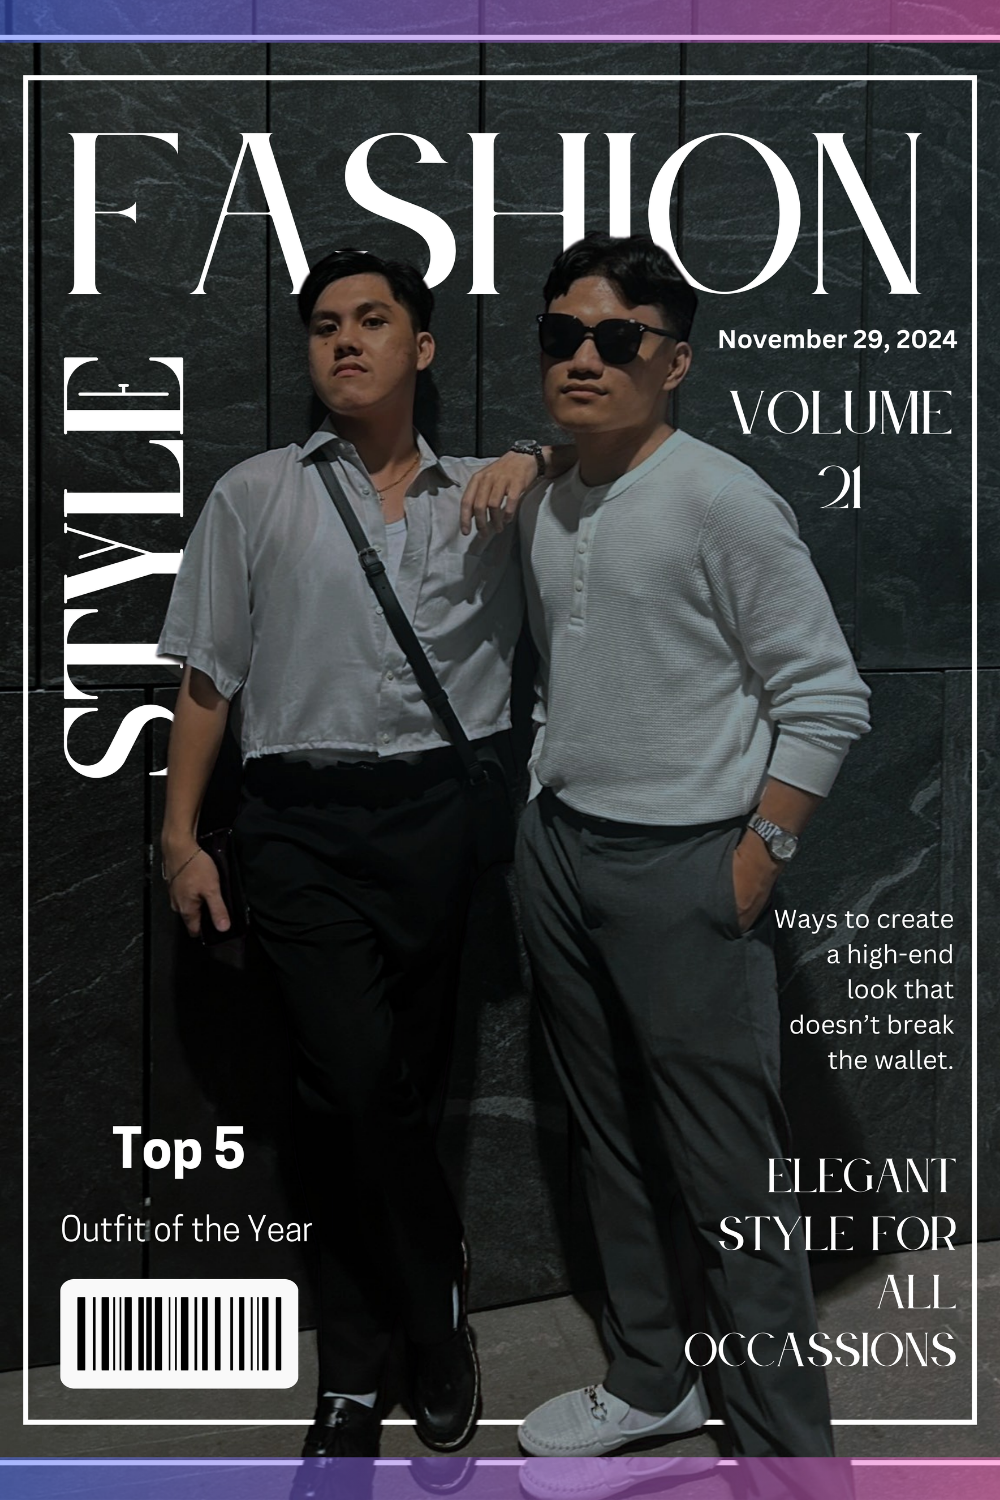 FASHION
STYLE
November 29, 2024
VOLUME
21
Ways to create
a high-end
look that
doesn't break
the wallet.
Top 5
Outfit of the Year
ELEGANT
STYLE FOR
ALL
OCCASSIONS